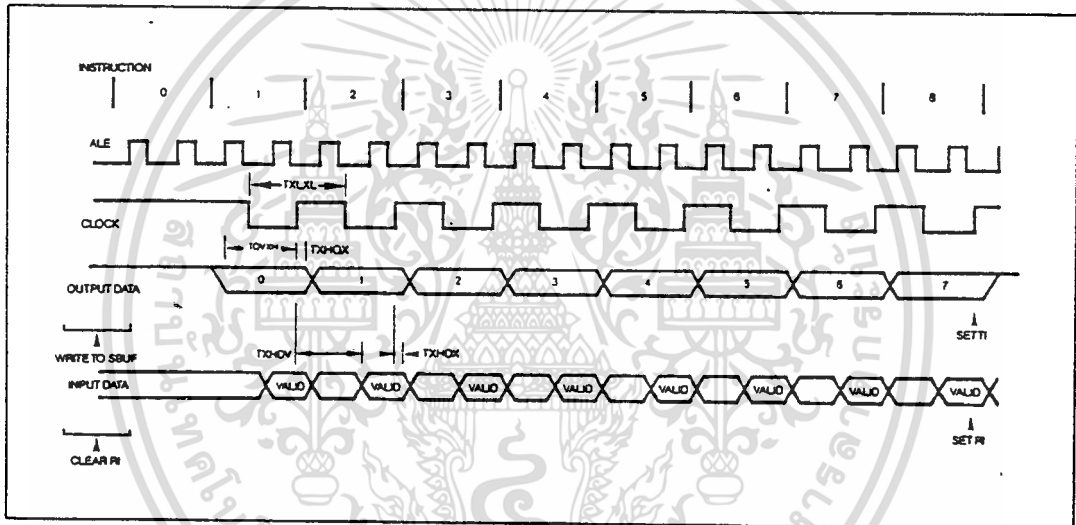 INSTRUCTION
0 1 2 3 4 5 6 7 8
ALE
TXLXL
CLOCK
TQVXH TXHQX
OUTPUT DATA 0 1 2 3 4 5 6 7
WRITE TO SBUF
SET TI
TXHDV TXHDX
INPUT DATA VALID VALID VALID VALID VALID VALID VALID VALID
CLEAR RI
SET RI